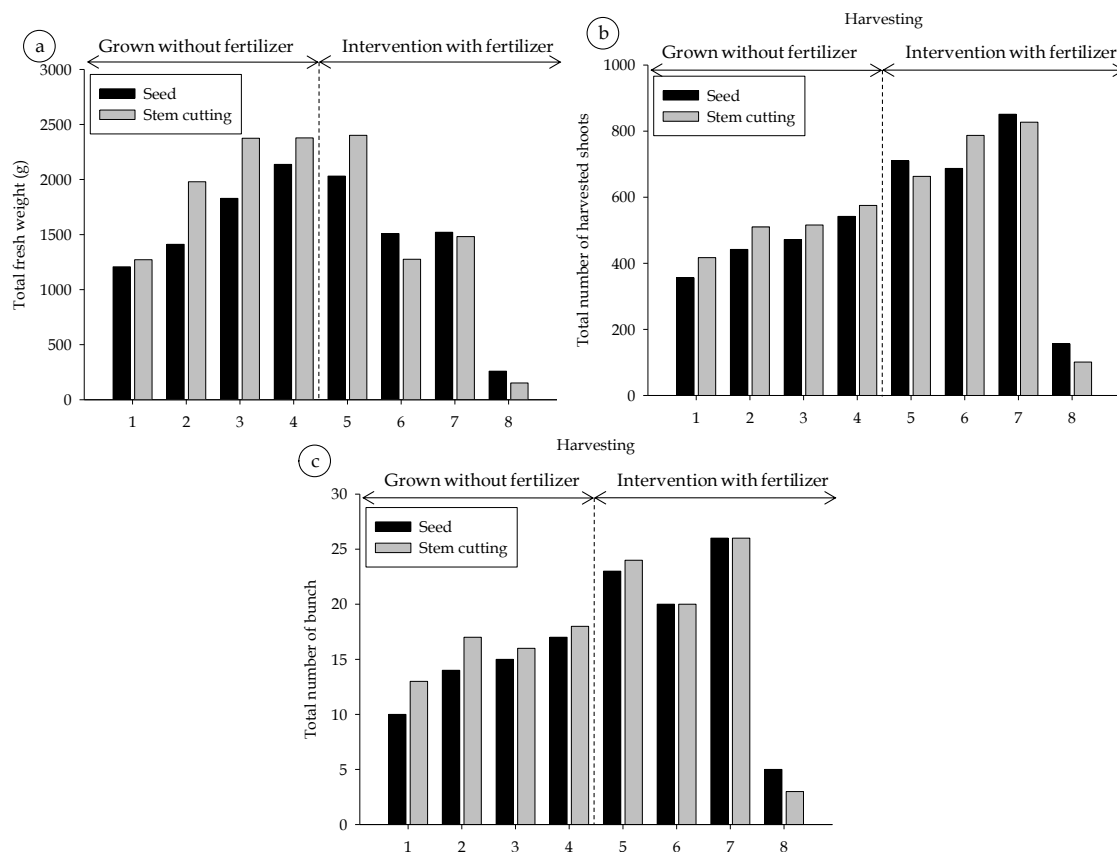 a
Grown without fertilizer
Intervention with fertilizer
3000
2500
2000
1500
1000
500
0
Total fresh weight (g)
Seed
Stem cutting
1 2 3 4 5 6 7 8
Harvesting
b
Harvesting
Grown without fertilizer
Intervention with fertilizer
1000
800
600
400
200
0
Total number of harvested shoots
Seed
Stem cutting
1 2 3 4 5 6 7 8
c
Grown without fertilizer
Intervention with fertilizer
30
25
20
15
10
5
0
Total number of bunch
Seed
Stem cutting
1 2 3 4 5 6 7 8